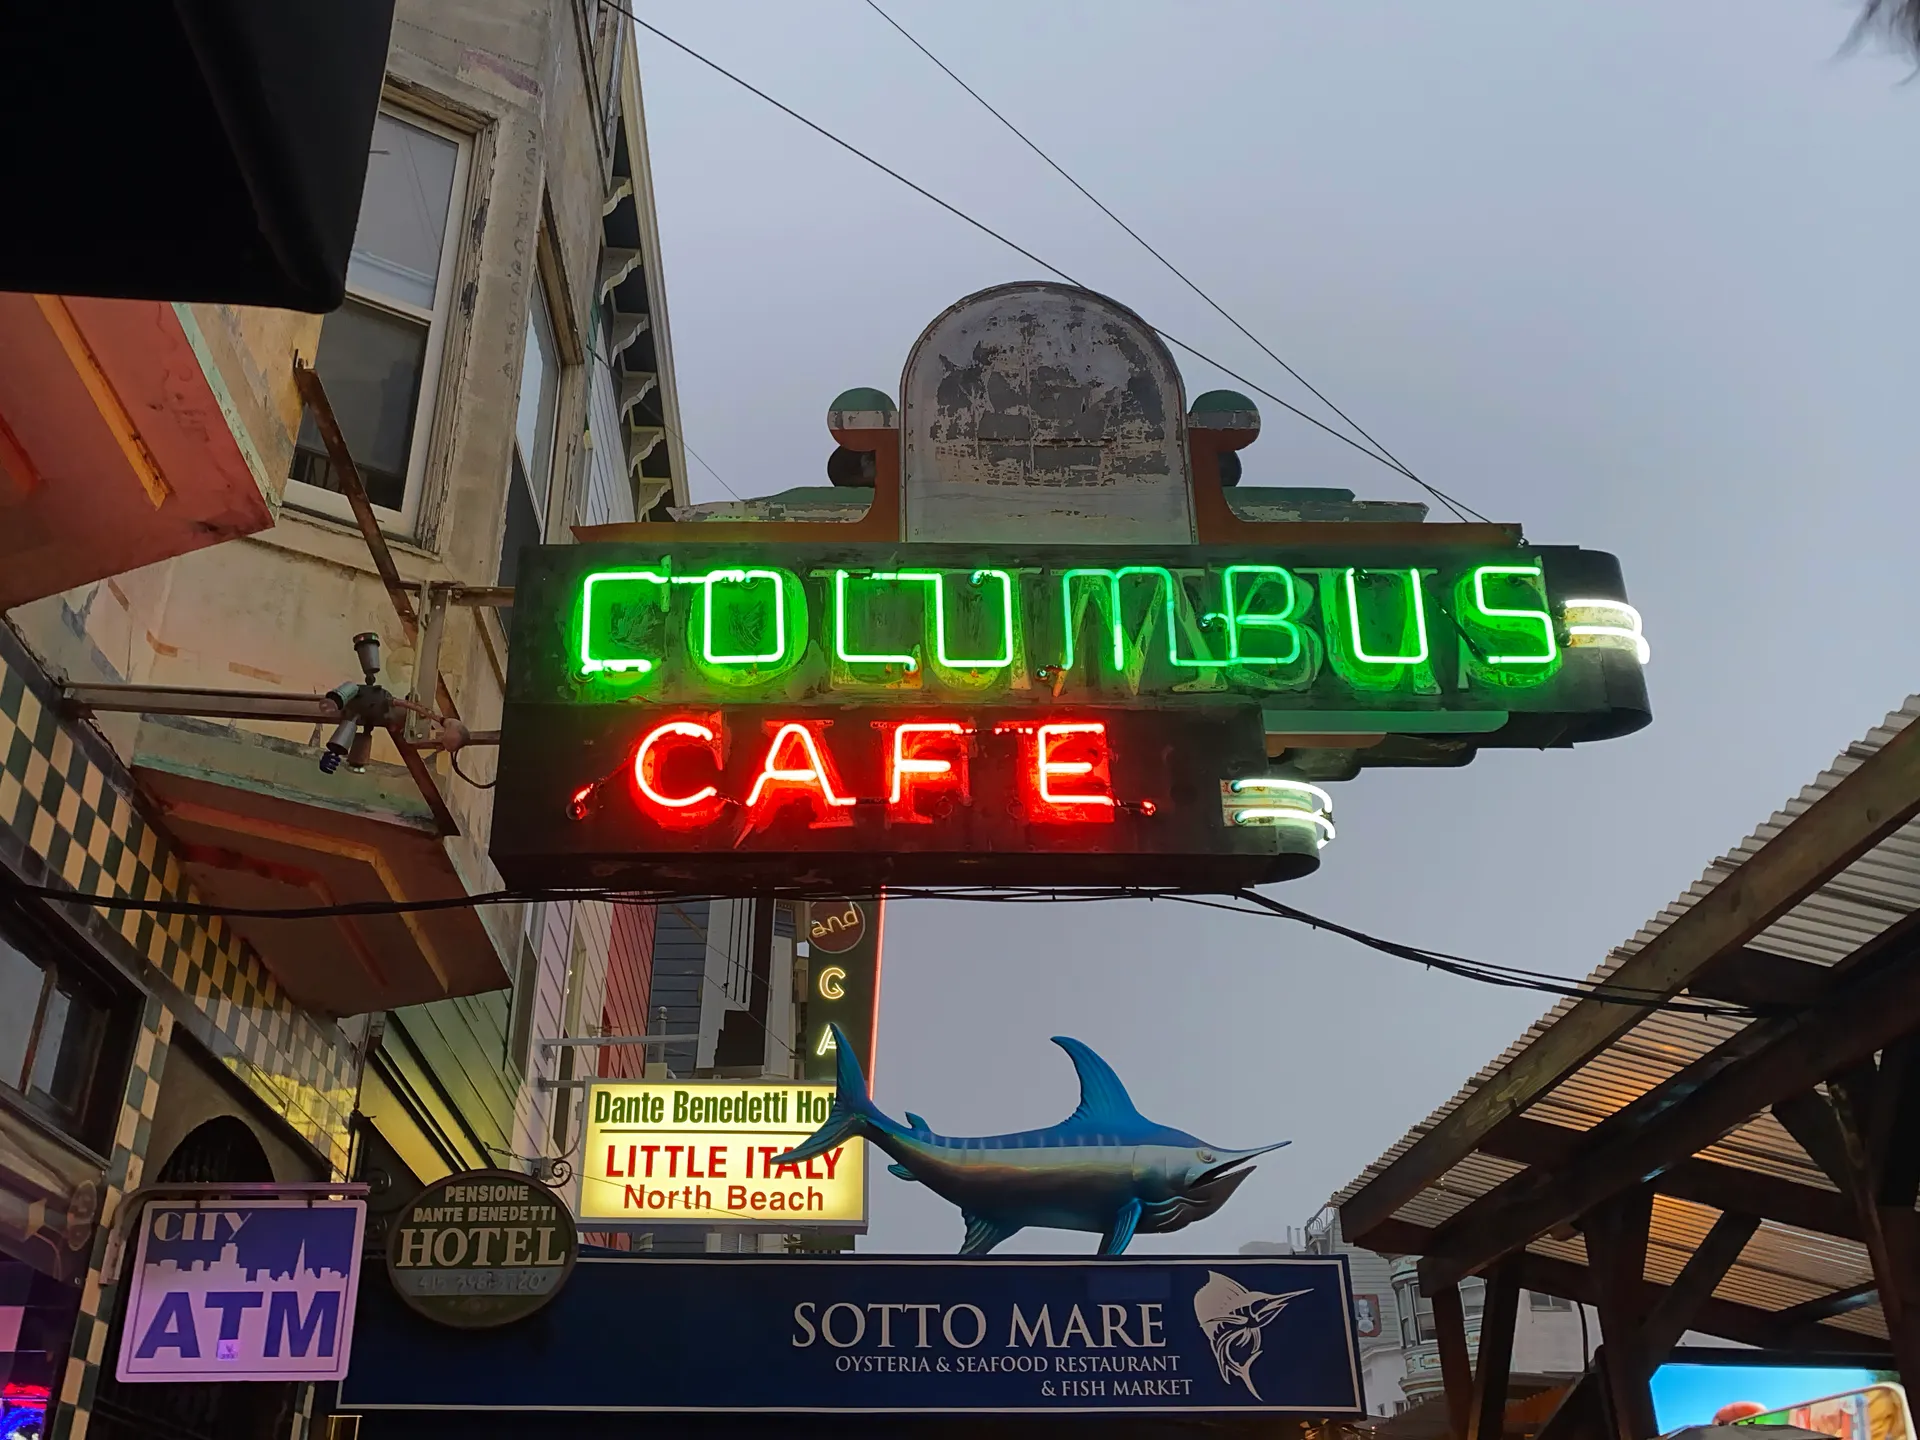 COLUMBUS
CAFE
and
C
A
Dante Benedetti Hot
LITTLE ITALY
North Beach
CITY
ATM
PENSIONE
DANTE BENEDETTI
HOTEL
SOTTO MARE
OYSTERIA & SEAFOOD RESTAURANT
& FISH MARKET